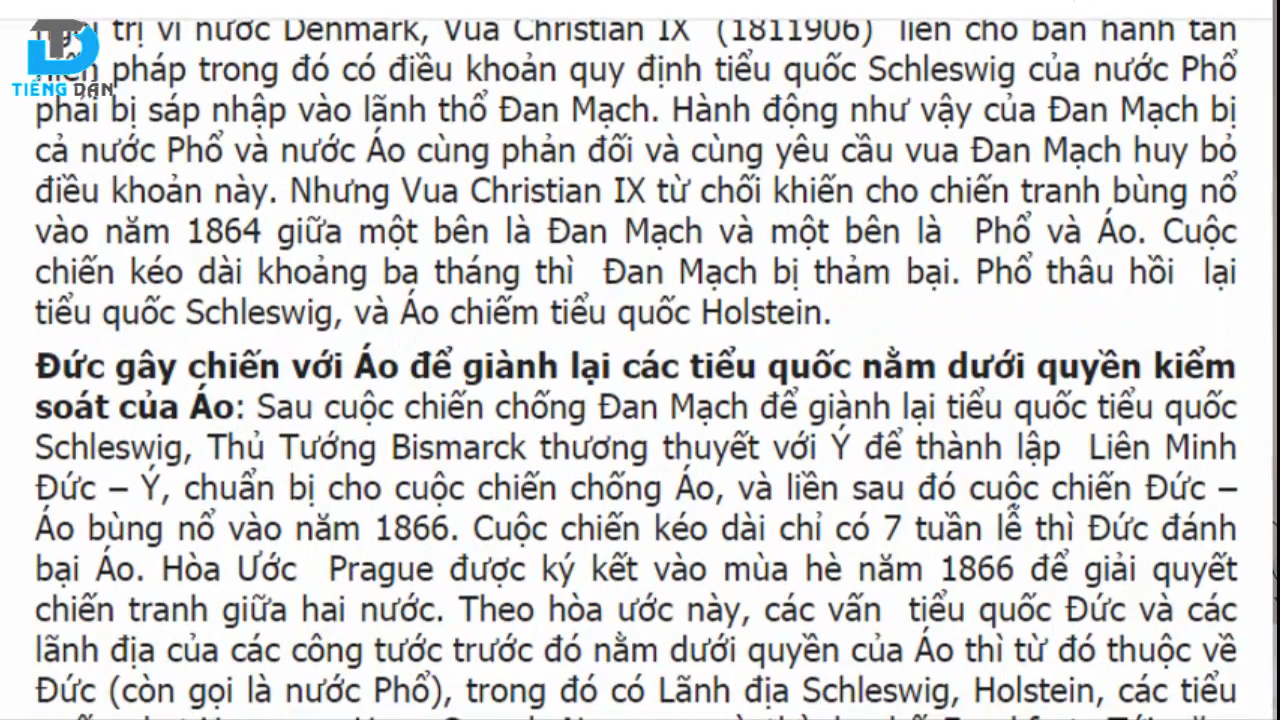 trị vì nước Denmark, Vua Christian IX (1811906) liền cho ban hành tân
pháp trong đó có điều khoản quy định tiểu quốc Schleswig của nước Phổ
TIẾNG DÂN
phải bị sáp nhập vào lãnh thổ Đan Mạch. Hành động như vậy của Đan Mạch bị
cả nước Phổ và nước Áo cùng phản đối và cùng yêu cầu vua Đan Mạch huy bỏ
điều khoản này. Nhưng Vua Christian IX từ chối khiến cho chiến tranh bùng nổ
vào năm 1864 giữa một bên là Đan Mạch và một bên là Phổ và Áo. Cuộc
chiến kéo dài khoảng ba tháng thì Đan Mạch bị thảm bại. Phổ thâu hồi lại
tiểu quốc Schleswig, và Áo chiếm tiểu quốc Holstein.
Đức gây chiến với Áo để giành lại các tiểu quốc nằm dưới quyền kiểm
soát của Áo: Sau cuộc chiến chống Đan Mạch để giành lại tiểu quốc tiểu quốc
Schleswig, Thủ Tướng Bismarck thương thuyết với Ý để thành lập Liên Minh
Đức – Ý, chuẩn bị cho cuộc chiến chống Áo, và liền sau đó cuộc chiến Đức –
Áo bùng nổ vào năm 1866. Cuộc chiến kéo dài chỉ có 7 tuần lễ thì Đức đánh
bại Áo. Hòa Ước Prague được ký kết vào mùa hè năm 1866 để giải quyết
chiến tranh giữa hai nước. Theo hòa ước này, các vấn tiểu quốc Đức và các
lãnh địa của các công tước trước đó nằm dưới quyền của Áo thì từ đó thuộc về
Đức (còn gọi là nước Phổ), trong đó có Lãnh địa Schleswig, Holstein, các tiểu